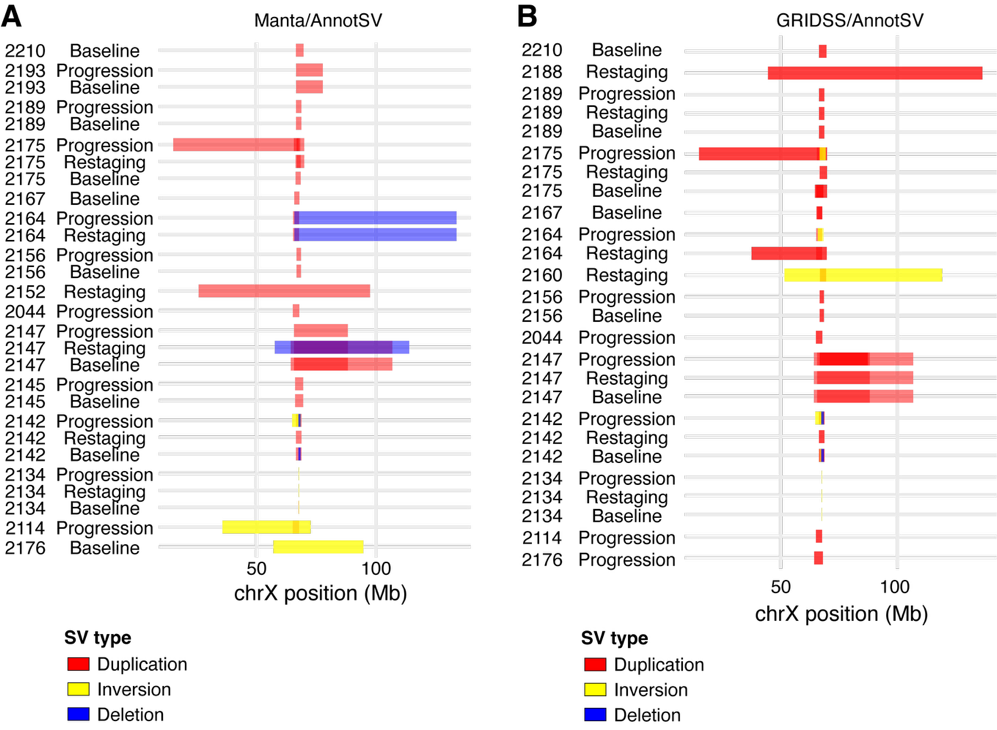 A
Manta/AnnotSV
2210 Baseline
2193 Progression
2193 Baseline
2189 Progression
2189 Baseline
2175 Progression
2175 Restaging
2175 Baseline
2167 Baseline
2164 Progression
2164 Restaging
2156 Progression
2156 Baseline
2152 Restaging
2044 Progression
2147 Progression
2147 Restaging
2147 Baseline
2145 Progression
2145 Baseline
2142 Progression
2142 Restaging
2142 Baseline
2134 Progression
2134 Restaging
2134 Baseline
2114 Progression
2176 Baseline
50 100
chrX position (Mb)
SV type
Duplication
Inversion
Deletion
B
GRIDSS/AnnotSV
2210 Baseline
2188 Restaging
2189 Progression
2189 Restaging
2189 Baseline
2175 Progression
2175 Restaging
2175 Baseline
2167 Baseline
2164 Progression
2164 Restaging
2160 Restaging
2156 Progression
2156 Baseline
2044 Progression
2147 Progression
2147 Restaging
2147 Baseline
2142 Progression
2142 Restaging
2142 Baseline
2134 Progression
2134 Restaging
2134 Baseline
2114 Progression
2176 Progression
50 100
chrX position (Mb)
SV type
Duplication
Inversion
Deletion